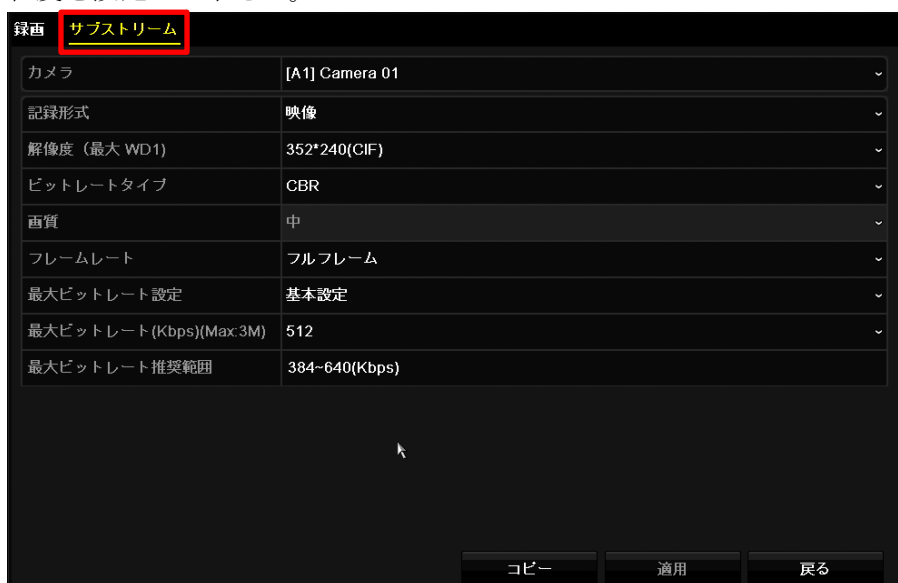 録画 サブストリーム
カメラ [A1] Camera 01
記録形式 映像
解像度（最大 WD1) 352*240(CIF)
ビットレートタイプ CBR
画質 中
フレームレート フルフレーム
最大ビットレート設定 基本設定
最大ビットレート(Kbps)(Max:3M) 512
最大ビットレート推奨範囲 384~640(Kbps)
コピー 適用 戻る